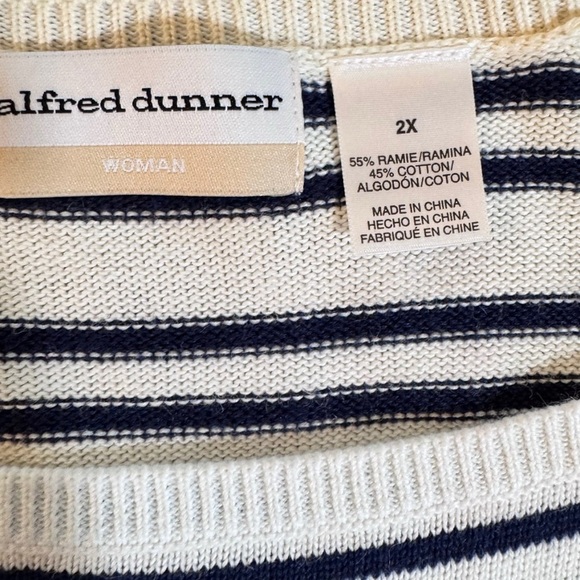 alfred dunner
WOMAN
2X
55% RAMIE/RAMINA
45% COTTON/
ALGODÓN/COTON
MADE IN CHINA
HECHO EN CHINA
FABRIQUÉ EN CHINE